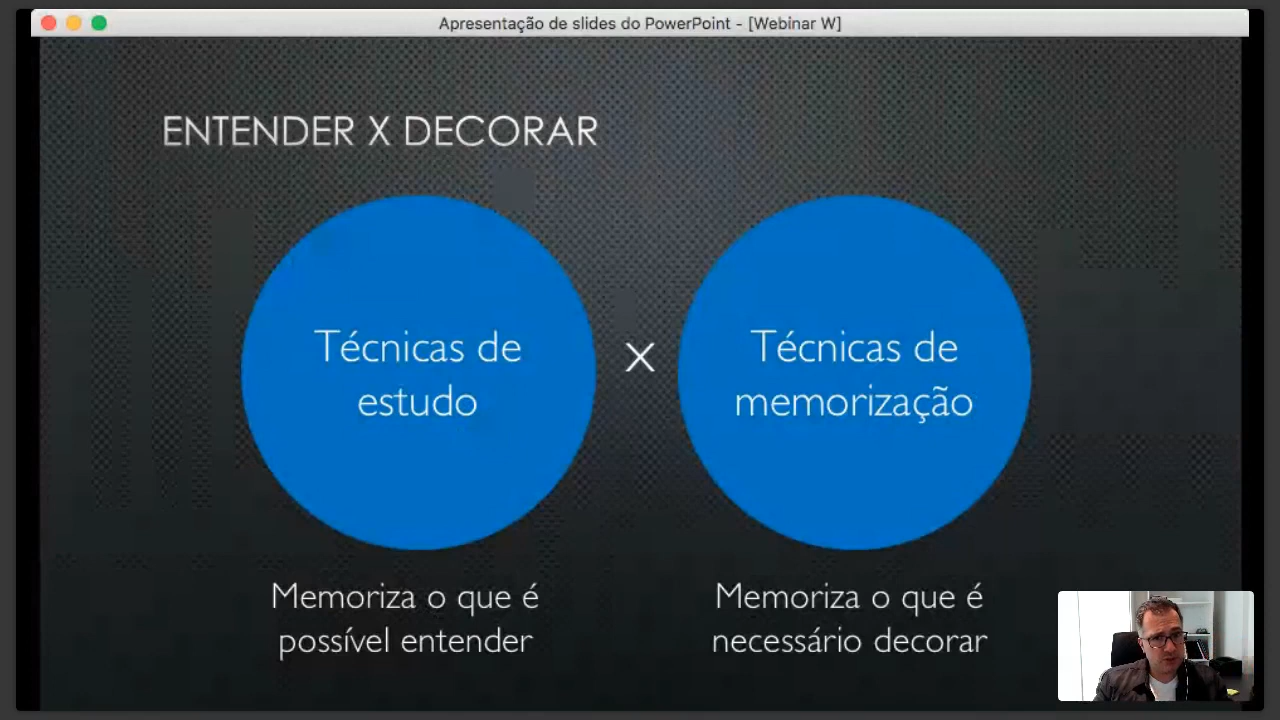 Apresentação de slides do PowerPoint - [Webinar W]
ENTENDER X DECORAR
Técnicas de
estudo
X
Técnicas de
memorização
Memoriza o que é
possível entender
Memoriza o que é
necessário decorar